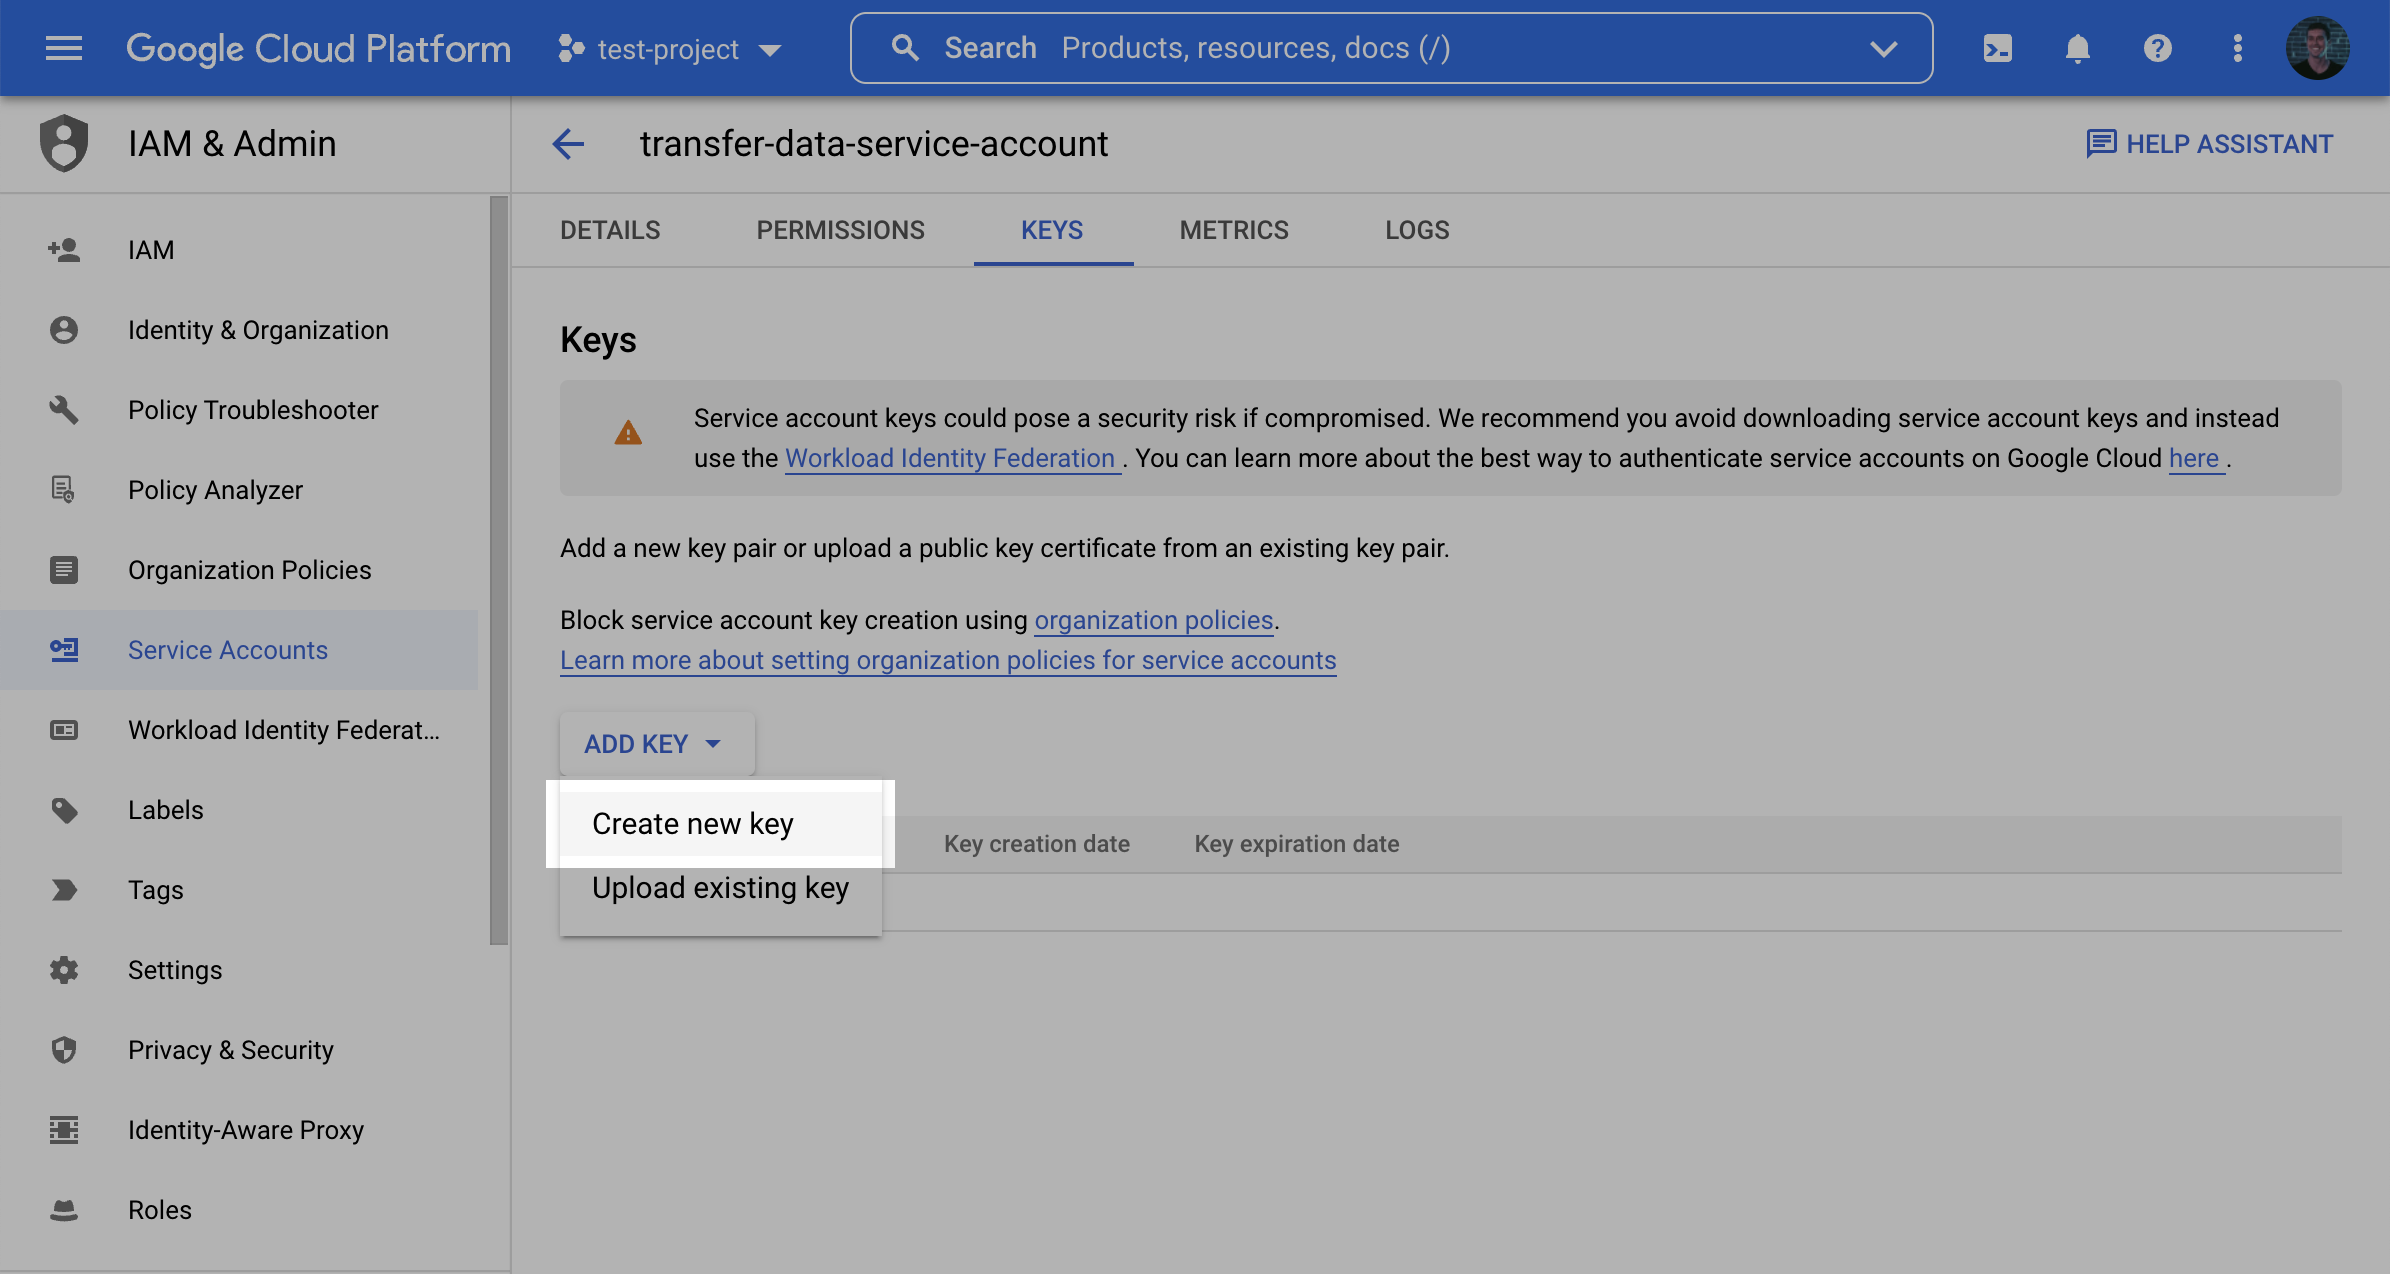 Google Cloud Platform
test-project
Search Products, resources, docs (/)
IAM & Admin
transfer-data-service-account
HELP ASSISTANT
IAM
Identity & Organization
Policy Troubleshooter
Policy Analyzer
Organization Policies
Service Accounts
Workload Identity Federat...
Labels
Tags
Settings
Privacy & Security
Identity-Aware Proxy
Roles
DETAILS
PERMISSIONS
KEYS
METRICS
LOGS
Keys
Service account keys could pose a security risk if compromised. We recommend you avoid downloading service account keys and instead
use the Workload Identity Federation . You can learn more about the best way to authenticate service accounts on Google Cloud here .
Add a new key pair or upload a public key certificate from an existing key pair.
Block service account key creation using organization policies.
Learn more about setting organization policies for service accounts
ADD KEY
Create new key
Upload existing key
Key creation date
Key expiration date